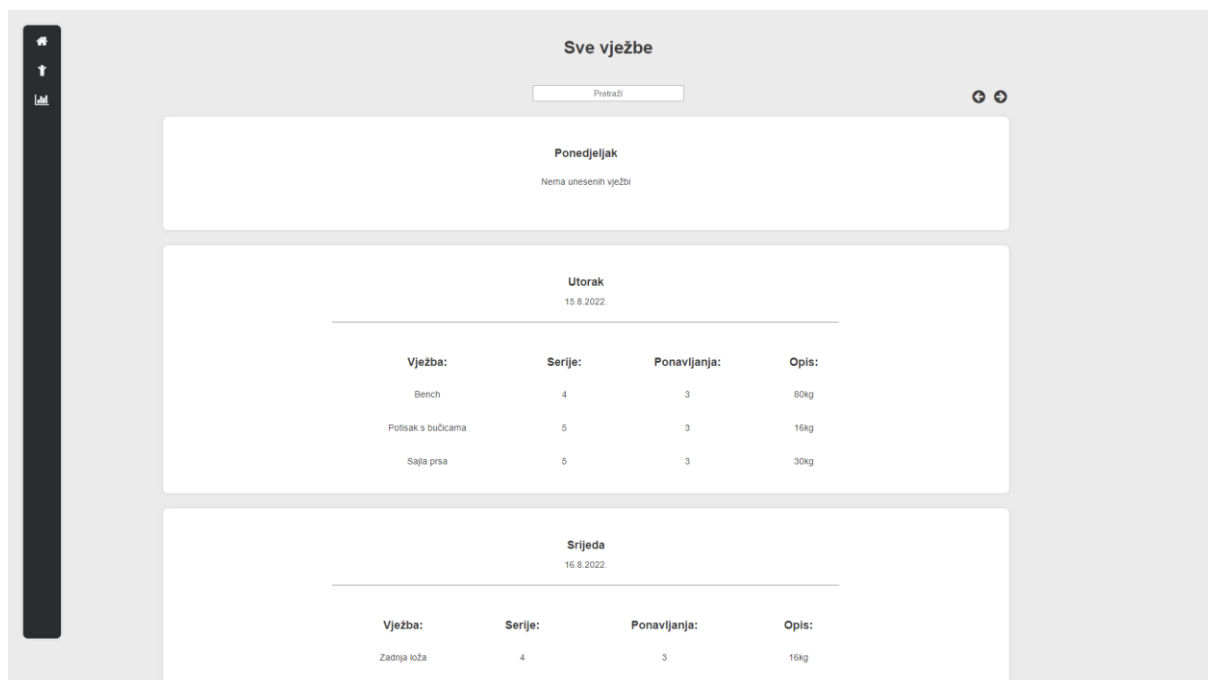 Sve vježbe
Pretraži
Ponedjeljak
Nema unesenih vježbi
Utorak
15.8.2022.
Vježba: Serije: Ponavljanja: Opis:
Bench 4 3 80kg
Potisak s bučicama 5 3 16kg
Sajla prsa 5 3 30kg
Srijeda
16.8.2022.
Vježba: Serije: Ponavljanja: Opis:
Zadnja loža 4 3 16kg